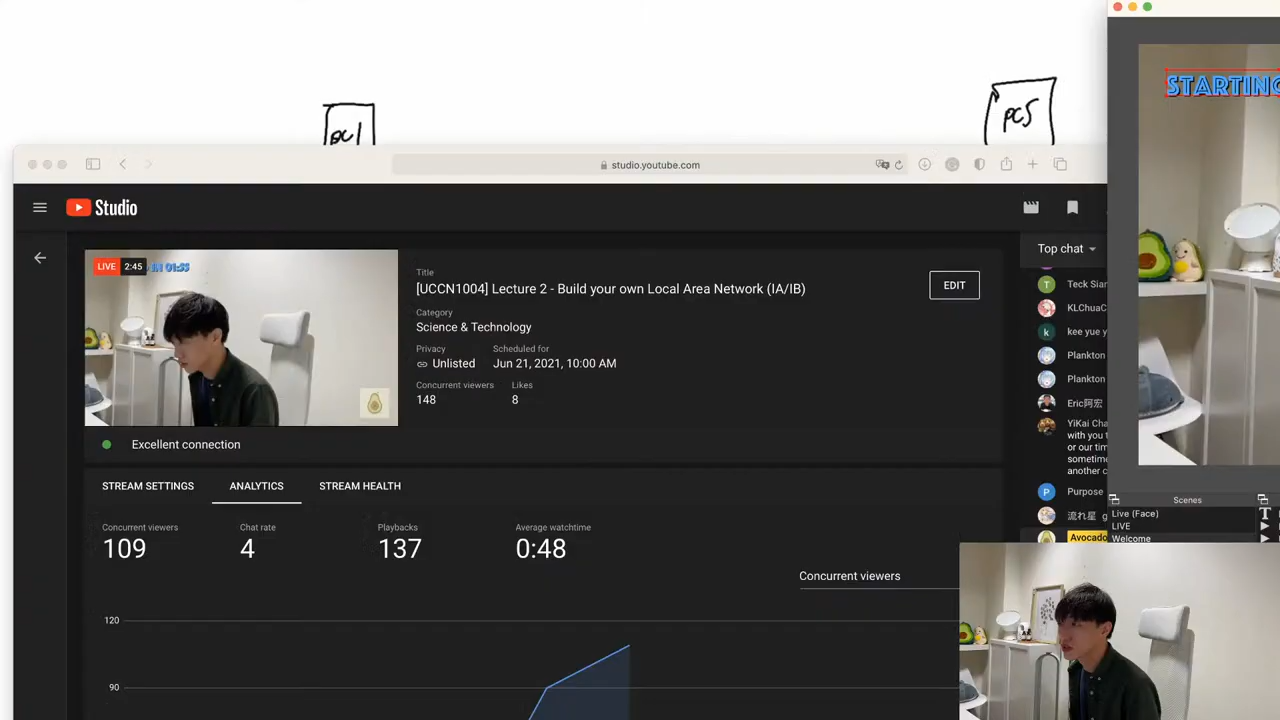 STARTING
pc1
pc5
studio.youtube.com
Studio
LIVE 2:45 IN 01:55
Title
[UCCN1004] Lecture 2 - Build your own Local Area Network (IA/IB)
EDIT
Category
Science & Technology
Privacy
Scheduled for
Unlisted
Jun 21, 2021, 10:00 AM
Concurrent viewers
Likes
148
8
Excellent connection
STREAM SETTINGS
ANALYTICS
STREAM HEALTH
Concurrent viewers
Chat rate
Playbacks
Average watchtime
109
4
137
0:48
Concurrent viewers
120
90
Top chat
T Teck Sian
KLChuaC
k kee yue y
Plankton
Plankton
Eric阿宏
YiKai Cha
with you t
or our tim
sometime
another c
P Purpose
流れ星 g
Avocado
Scenes
Live (Face)
LIVE
Welcome
T